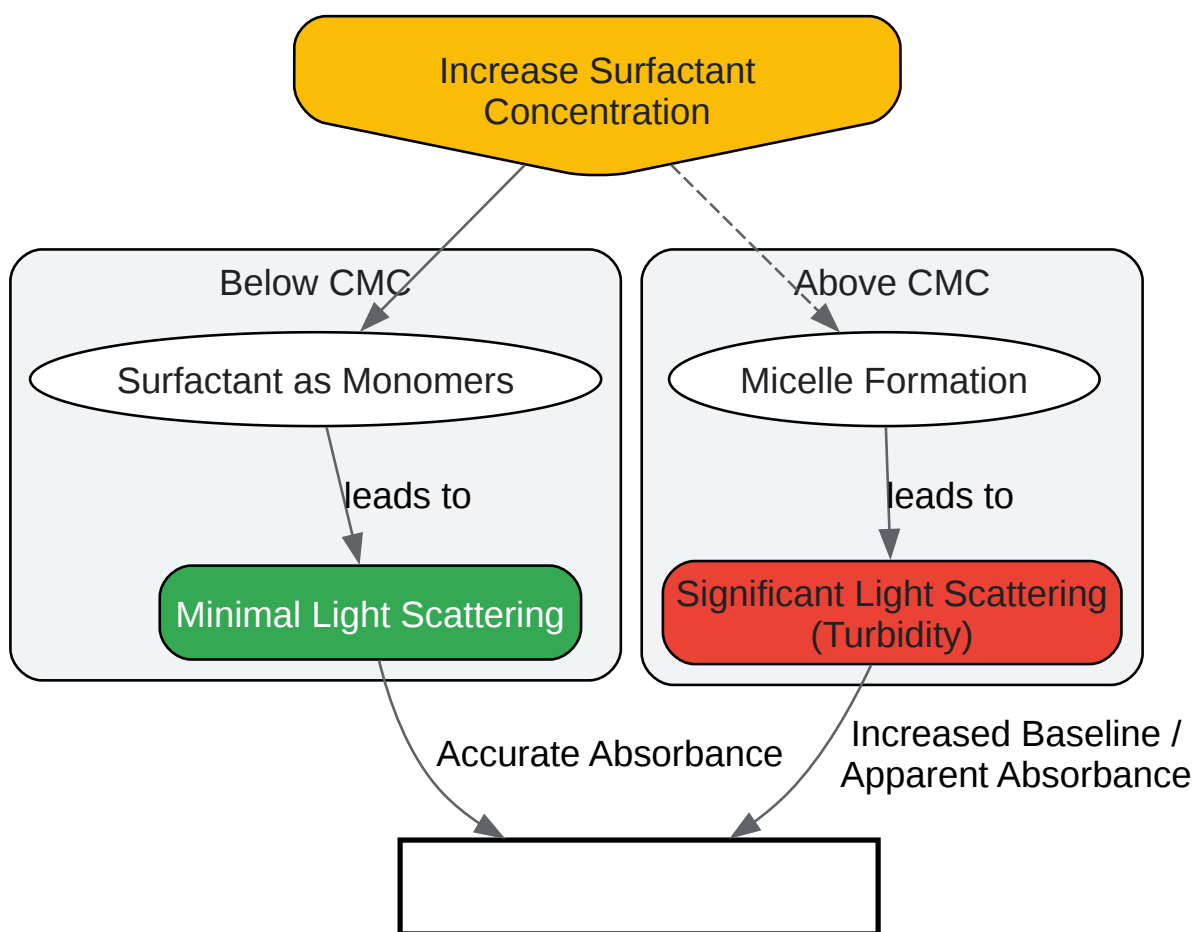 Increase Surfactant
Concentration
Below CMC
Above CMC
Surfactant as Monomers
Micelle Formation
leads to
leads to
Minimal Light Scattering
Significant Light Scattering
(Turbidity)
Accurate Absorbance
Increased Baseline /
Apparent Absorbance